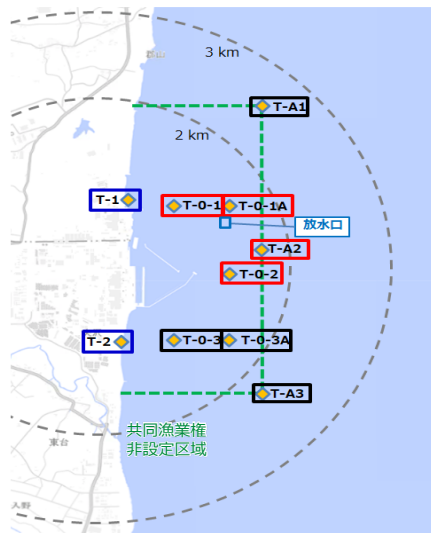 3 km
T-A1
2 km
T-1
T-0-1
T-0-1A
放水口
T-A2
T-0-2
T-2
T-0-3
T-0-3A
T-A3
共同漁業権
非設定区域
東台
入野